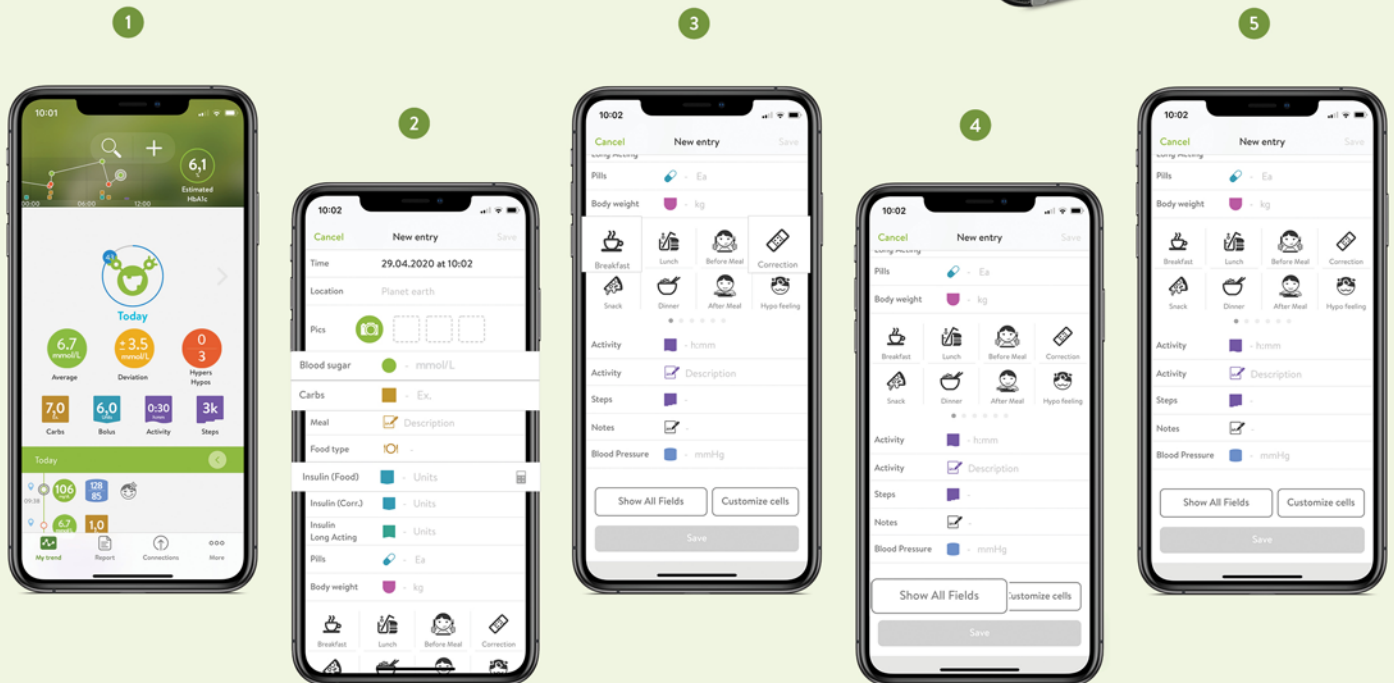 1
10:01
6,1
%
Estimated
HbA1c
00:00 06:00 12:00
Today
6.7
mmol/L
Average
±3.5
mmol/L
Deviation
0
3
Hypers
Hypos
7,0
Carbs
6,0
Bolus
0:30
Activity
3k
Steps
Today
09:38
106
128
85
6.7
1,0
My trend
Report
Connections
More
2
10:02
Cancel New entry Save
Time 29.04.2020 at 10:02
Location Planet earth
Pics
Blood sugar - mmol/L
Carbs - Ex.
Meal Description
Food type -
Insulin (Food) - Units
Insulin (Corr.) - Units
Insulin
Long Acting - Units
Pills - Ea
Body weight - kg
Breakfast Lunch Before Meal Correction
3
10:02
Cancel New entry Save
Long Acting
Pills - Ea
Body weight - kg
Breakfast Lunch Before Meal Correction
Snack Dinner After Meal Hypo feeling
Activity - h:mm
Activity Description
Steps -
Notes -
Blood Pressure - mmHg
Show All Fields Customize cells
Save
4
10:02
Cancel New entry Save
Long Acting
Pills - Ea
Body weight - kg
Breakfast Lunch Before Meal Correction
Snack Dinner After Meal Hypo feeling
Activity - h:mm
Activity Description
Steps -
Notes -
Blood Pressure - mmHg
Show All Fields ustomize cells
Save
5
10:02
Cancel New entry Save
Long Acting
Pills - Ea
Body weight - kg
Breakfast Lunch Before Meal Correction
Snack Dinner After Meal Hypo feeling
Activity - h:mm
Activity Description
Steps -
Notes -
Blood Pressure - mmHg
Show All Fields Customize cells
Save